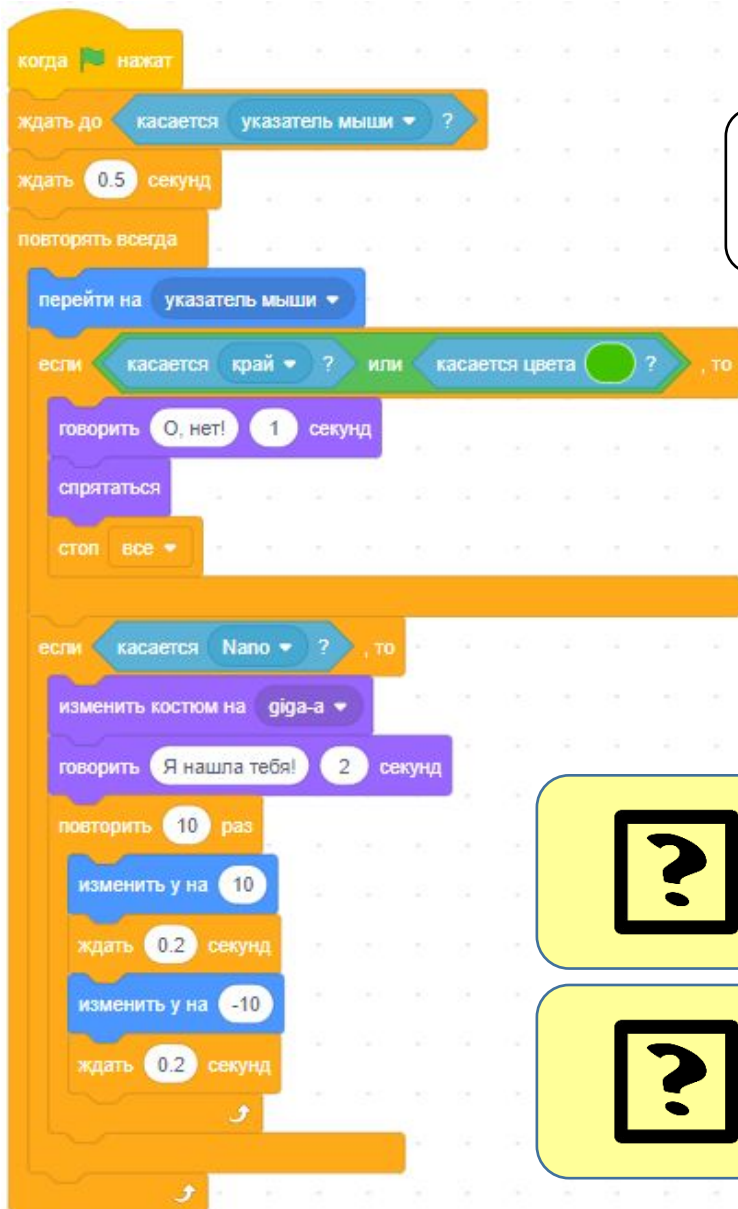 когда нажат
ждать до касается указатель мыши ?
ждать 0.5 секунд
повторять всегда
перейти на указатель мыши
если касается край ? или касается цвета ? , то
говорить О, нет! 1 секунд
спрятаться
стоп все
если касается Nano ? , то
изменить костюм на giga-a
говорить Я нашла тебя! 2 секунд
повторить 10 раз
изменить y на 10
ждать 0.2 секунд
изменить y на -10
ждать 0.2 секунд
?
?